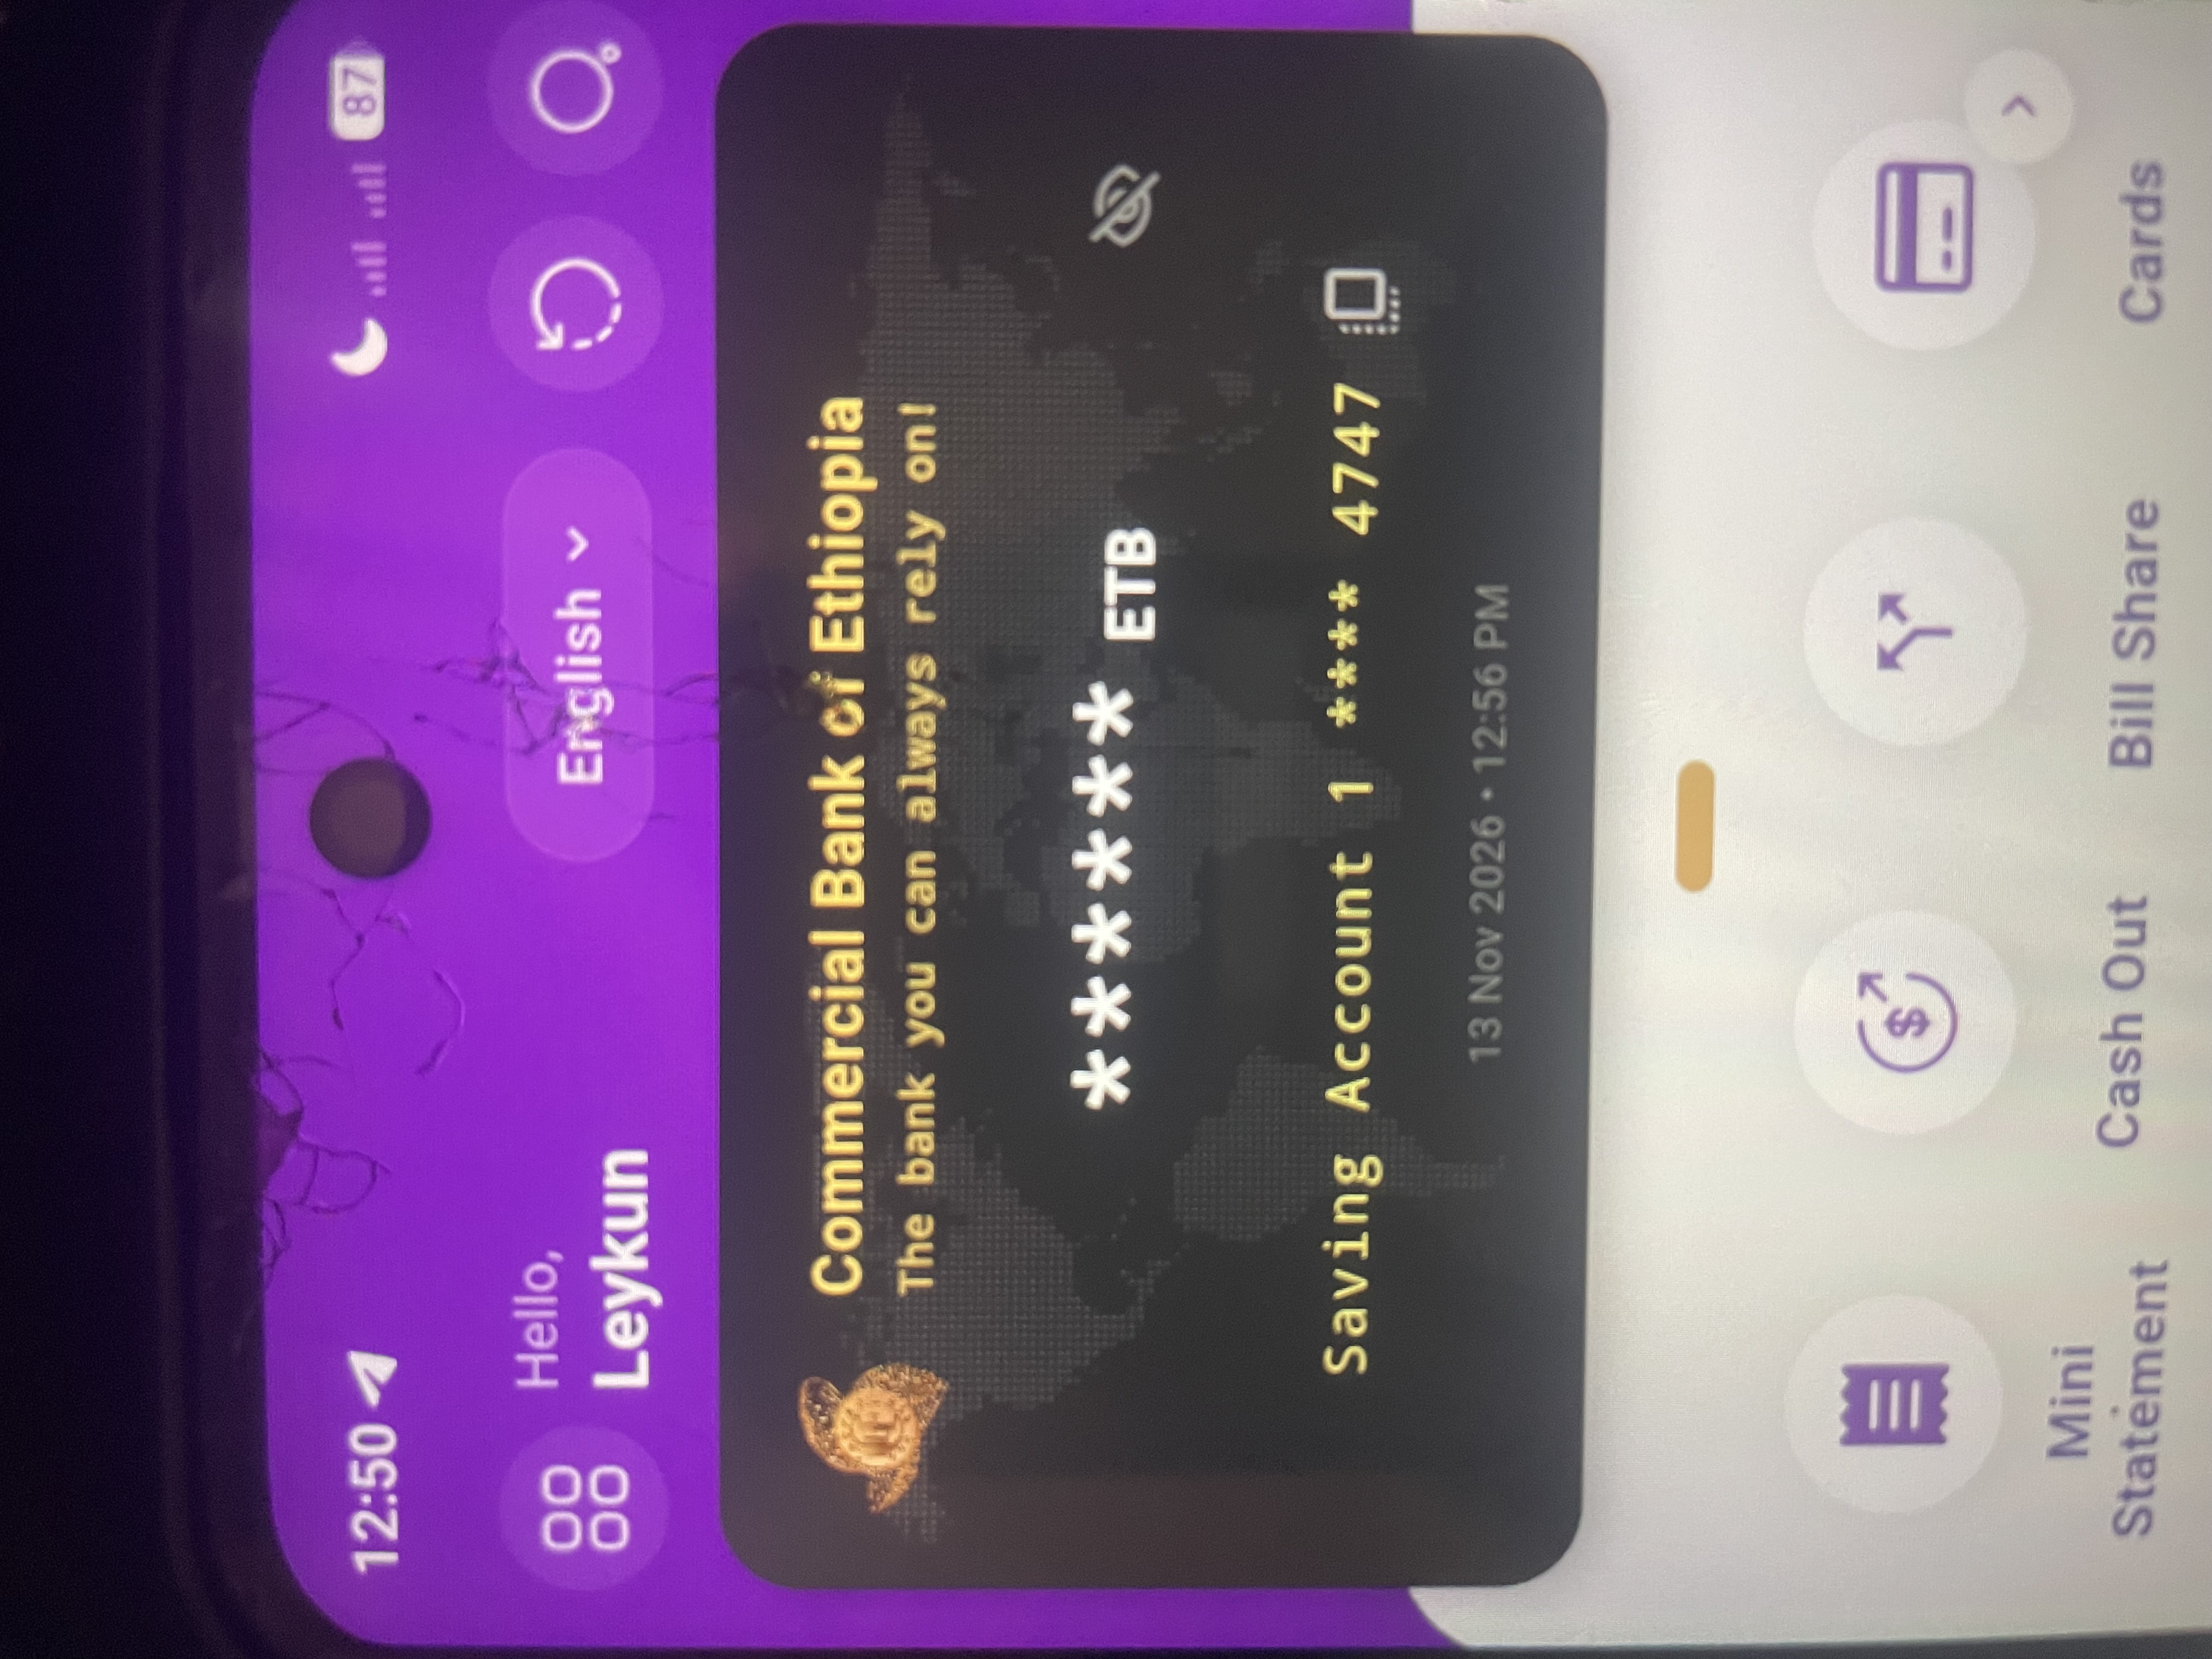 12:50
87
Hello,
Leykun
English
Commercial Bank of Ethiopia
The bank you can always rely on!
****** ETB
Saving Account 1 **** 4747
13 Nov 2026 • 12:56 PM
Mini
Statement
Cash Out
Bill Share
Cards